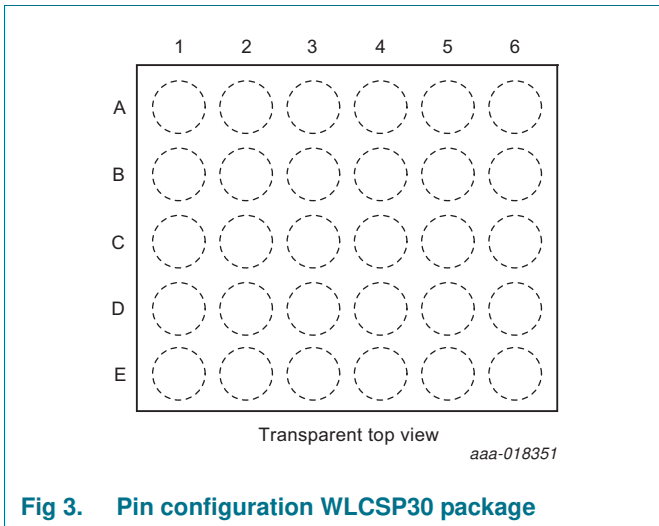 1 2 3 4 5 6
A
B
C
D
E
Transparent top view
aaa-018351
Fig 3. Pin configuration WLCSP30 package